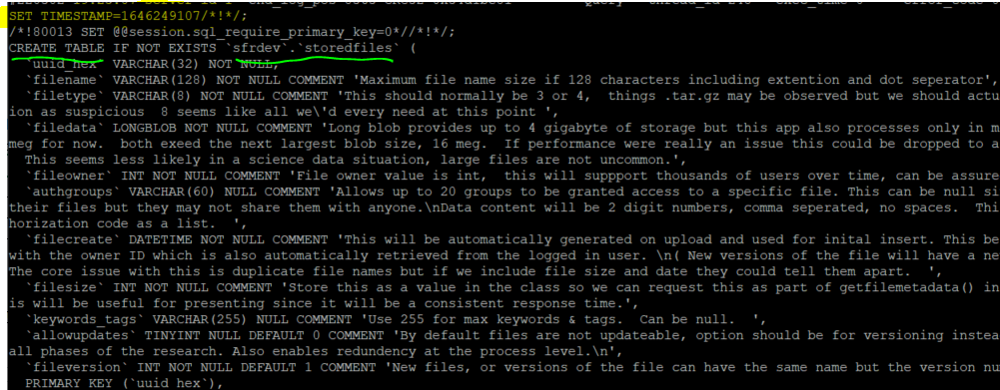 SET TIMESTAMP=1646249107/*!*/;
/*!80013 SET @@session.sql_require_primary_key=0*//*!*/;
CREATE TABLE IF NOT EXISTS `sfrdev`.`storedfiles` (
`uuid_hex` VARCHAR(32) NOT NULL,
`filename` VARCHAR(128) NOT NULL COMMENT 'Maximum file name size if 128 characters including extention and dot seperator',
`filetype` VARCHAR(8) NOT NULL COMMENT 'This should normally be 3 or 4,  things .tar.gz may be observed but we should actu
ion as suspicious  8 seems like all we\'d every need at this point ',
`filedata` LONGBLOB NOT NULL COMMENT 'Long blob provides up to 4 gigabyte of storage but this app also processes only in m
meg for now.  both exeed the next largest blob size, 16 meg.  If performance were really an issue this could be dropped to a
This seems less likely in a science data situation, large files are not uncommon.',
`fileowner` INT NOT NULL COMMENT 'File owner value is int,  this will suppport thousands of users over time, can be assure
`authgroups` VARCHAR(60) NULL COMMENT 'Allows up to 20 groups to be granted access to a specific file. This can be null si
their files but they may not share them with anyone.\nData content will be 2 digit numbers, comma seperated, no spaces.  Thi
horization code as a list.  ',
`filecreate` DATETIME NOT NULL COMMENT 'This will be automatically generated on upload and used for inital insert. This be
with the owner ID which is also automatically retrieved from the logged in user. \n( New versions of the file will have a ne
The core issue with this is duplicate file names but if we include file size and date they could tell them apart.  ',
`filesize` INT NOT NULL COMMENT 'Store this as a value in the class so we can request this as part of getfilemetadata() in
is will be useful for presenting since it will be a consistent response time.',
`keywords_tags` VARCHAR(255) NULL COMMENT 'Use 255 for max keywords & tags.  Can be null.  ',
`allowupdates` TINYINT NULL DEFAULT 0 COMMENT 'By default files are not updateable, option should be for versioning instea
all phases of the research. Also enables redundency at the process level.\n',
`fileversion` INT NOT NULL DEFAULT 1 COMMENT 'New files, or versions of the file can have the same name but the version nu
PRIMARY KEY (`uuid_hex`),